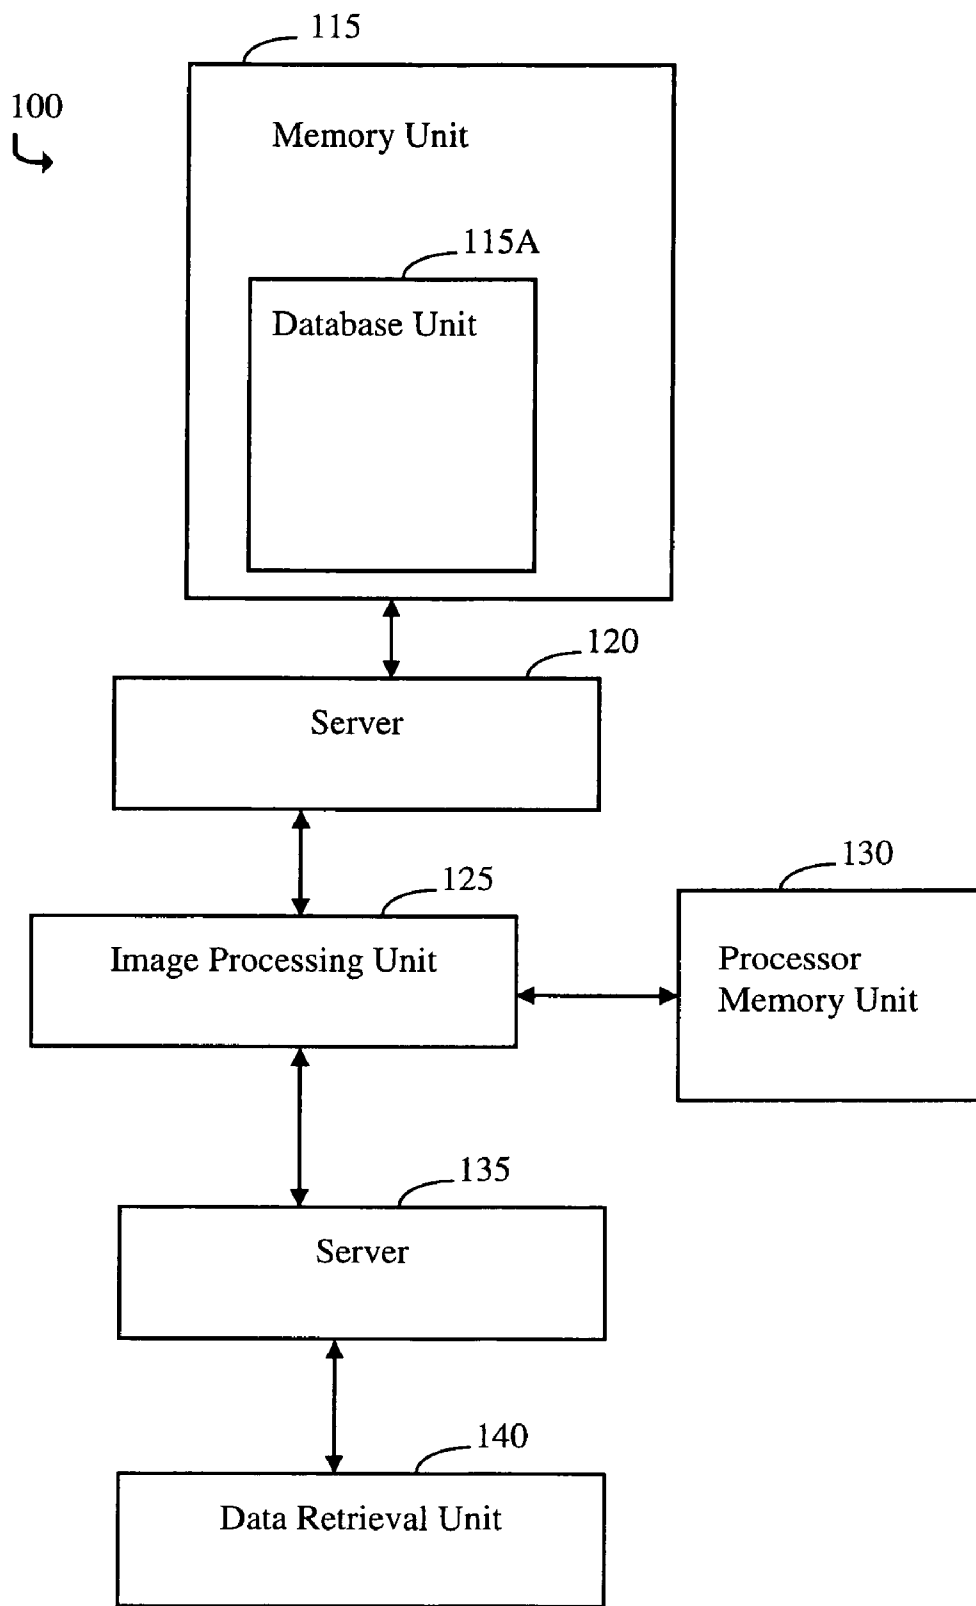 115
100
Memory Unit
115A
Database Unit
120
Server
125
Image Processing Unit
130
Processor
Memory Unit
135
Server
140
Data Retrieval Unit